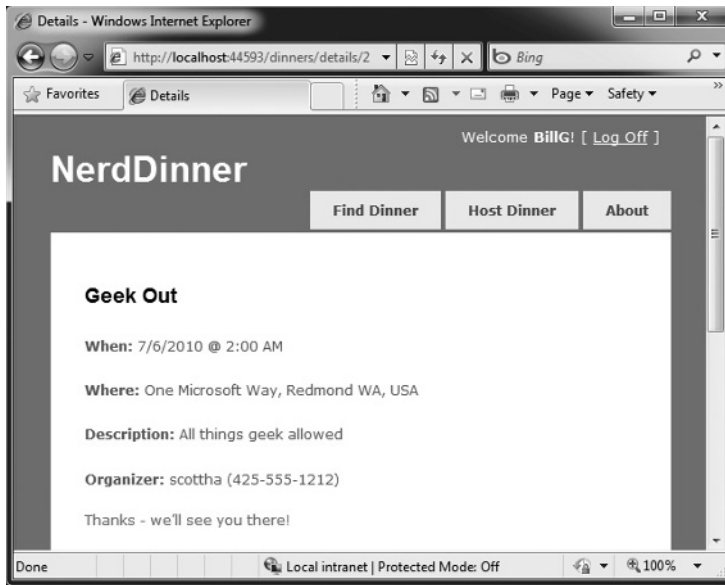 Details - Windows Internet Explorer
http://localhost:44593/dinners/details/2
Bing
Favorites
Details
Page
Safety
»
Welcome BillG! [ Log Off ]
NerdDinner
Find Dinner
Host Dinner
About
Geek Out
When: 7/6/2010 @ 2:00 AM
Where: One Microsoft Way, Redmond WA, USA
Description: All things geek allowed
Organizer: scottha (425-555-1212)
Thanks - we'll see you there!
Done
Local intranet | Protected Mode: Off
100%